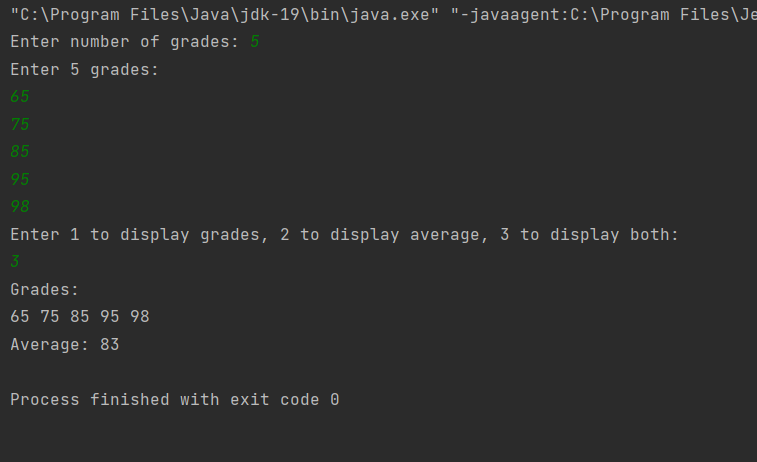 "C:\Program Files\Java\jdk-19\bin\java.exe" "-javaagent:C:\Program Files\Je
Enter number of grades: 5
Enter 5 grades:
65
75
85
95
98
Enter 1 to display grades, 2 to display average, 3 to display both:
3
Grades:
65 75 85 95 98
Average: 83
Process finished with exit code 0